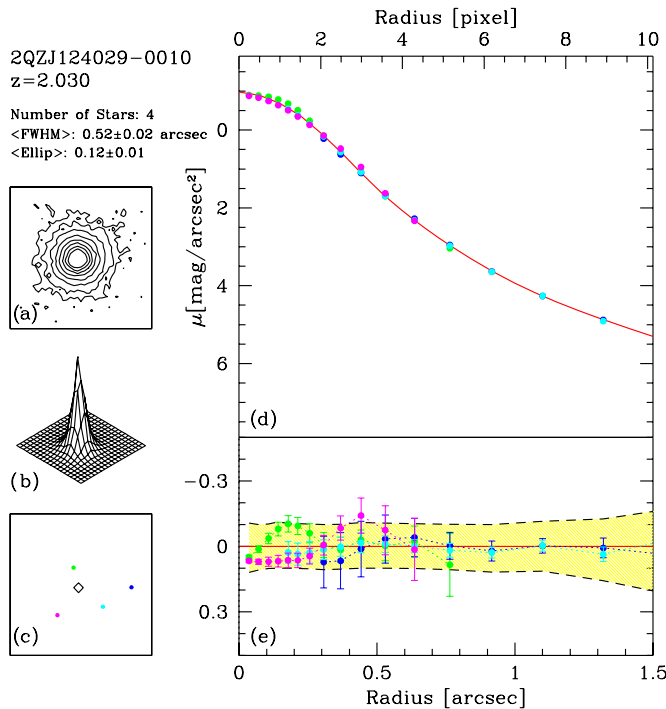 Radius [pixel]
0 2 4 6 8 10
2QZJ124029-0010
z=2.030
Number of Stars: 4
<FWHM>: 0.52±0.02 arcsec
<Ellip>: 0.12±0.01
(a)
(b)
(c)
μ[mag/arcsec²]
0
2
4
6
(d)
-0.3
0
0.3
(e)
0 0.5 1 1.5
Radius [arcsec]